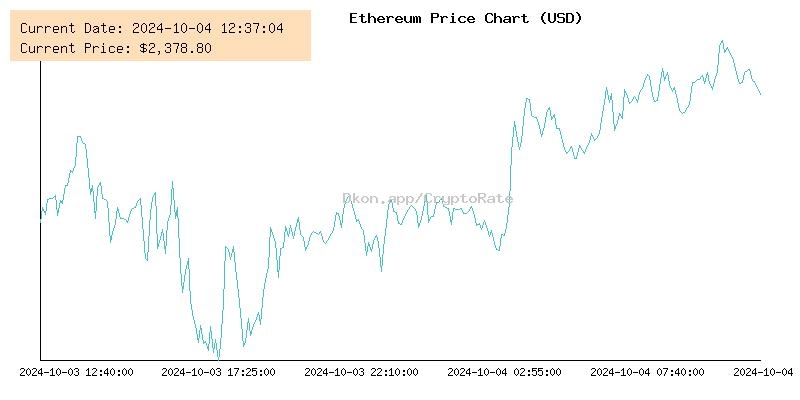 Ethereum Price Chart (USD)
Current Date: 2024-10-04 12:37:04
Current Price: $2,378.80
Dkon.app/CryptoRate
2024-10-03 12:40:00
2024-10-03 17:25:00
2024-10-03 22:10:00
2024-10-04 02:55:00
2024-10-04 07:40:00
2024-10-04